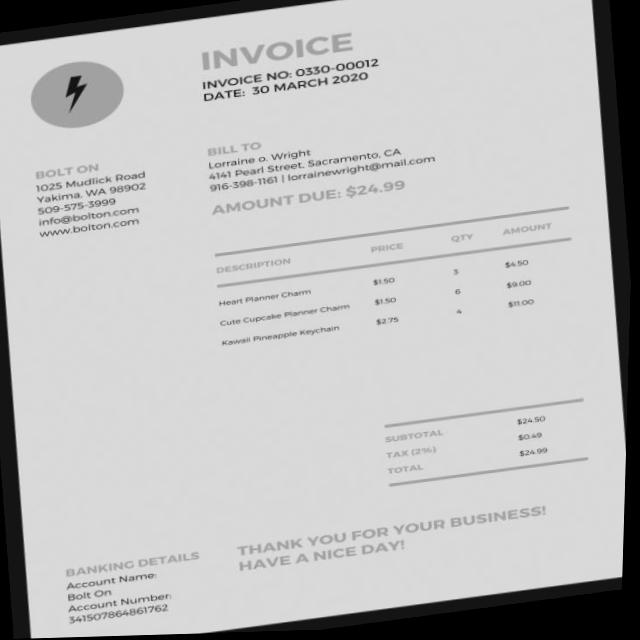 INVOICE
INVOICE NO: 0330-00012
DATE: 30 MARCH 2020
BOLT ON
1025 Mudlick Road
Yakima, WA 98902
509-575-3999
info@bolton.com
www.bolton.com
BILL TO
Lorraine o. Wright
4141 Pearl Street, Sacramento, CA
916-398-1161 | lorrainewright@mail.com
AMOUNT DUE: $24.99
DESCRIPTION PRICE QTY AMOUNT
Heart Planner Charm $1.50 3 $4.50
Cute Cupcake Planner Charm $1.50 6 $9.00
Kawaii Pineapple Keychain $2.75 4 $11.00
SUBTOTAL $24.50
TAX (2%) $0.49
TOTAL $24.99
BANKING DETAILS
Account Name:
Bolt On
Account Number:
341507864861762
THANK YOU FOR YOUR BUSINESS!
HAVE A NICE DAY!